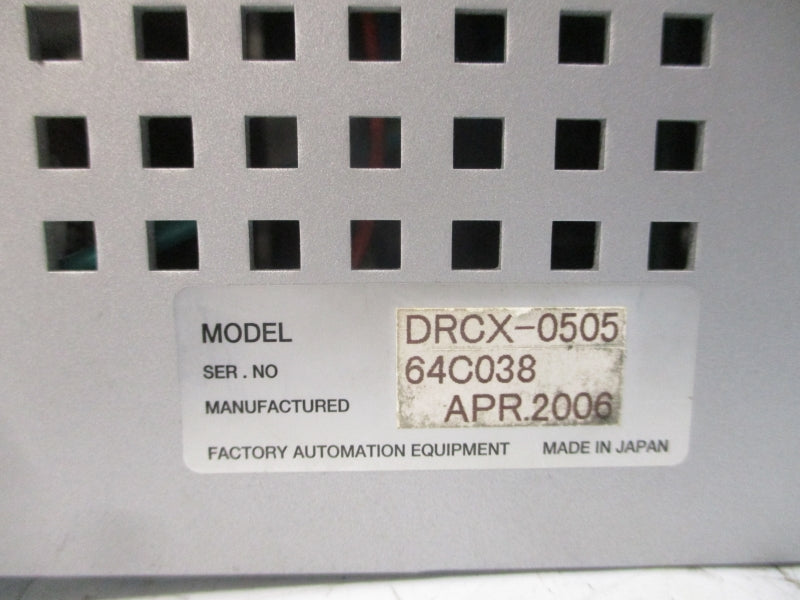 MODEL DRCX-0505
SER. NO 64C038
MANUFACTURED APR.2006
FACTORY AUTOMATION EQUIPMENT MADE IN JAPAN